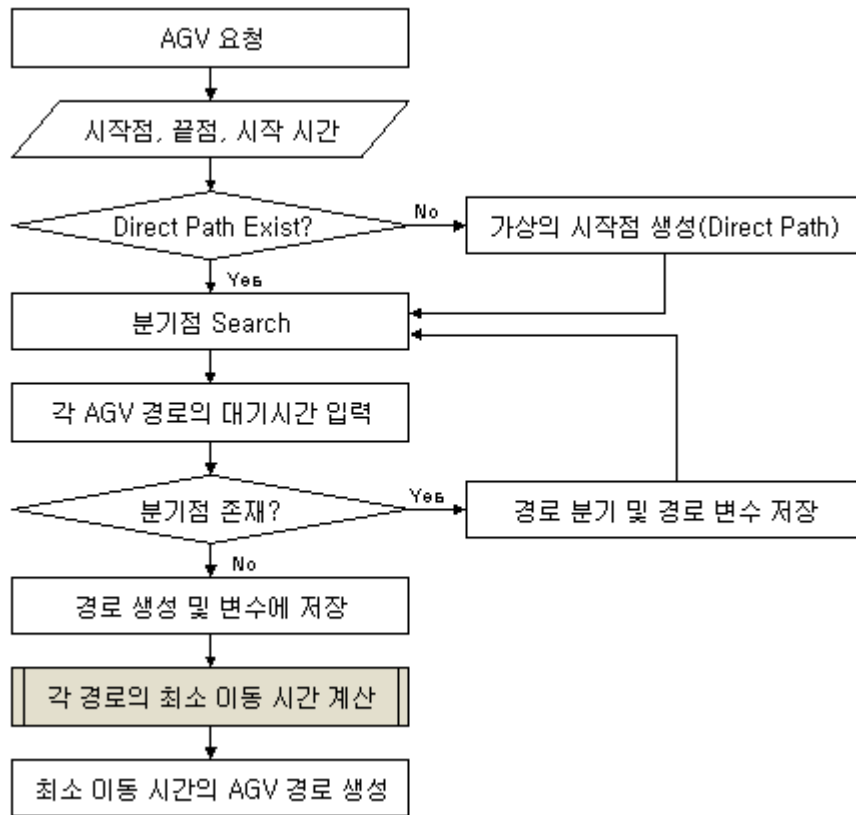 AGV 요청
시작점, 끝점, 시작 시간
Direct Path Exist?
No
가상의 시작점 생성(Direct Path)
Yes
분기점 Search
각 AGV 경로의 대기시간 입력
분기점 존재?
Yes
경로 분기 및 경로 변수 저장
No
경로 생성 및 변수에 저장
각 경로의 최소 이동 시간 계산
최소 이동 시간의 AGV 경로 생성